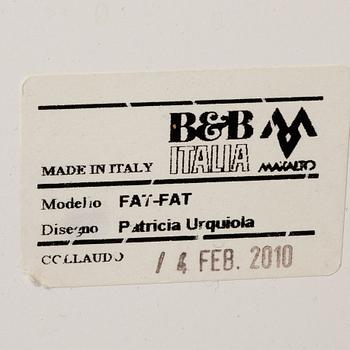 B&B
ITALIA
MAXALTO
MADE IN ITALY
Modello FAT-FAT
Disegno Patricia Urquiola
COLLAUDO 14 FEB. 2010